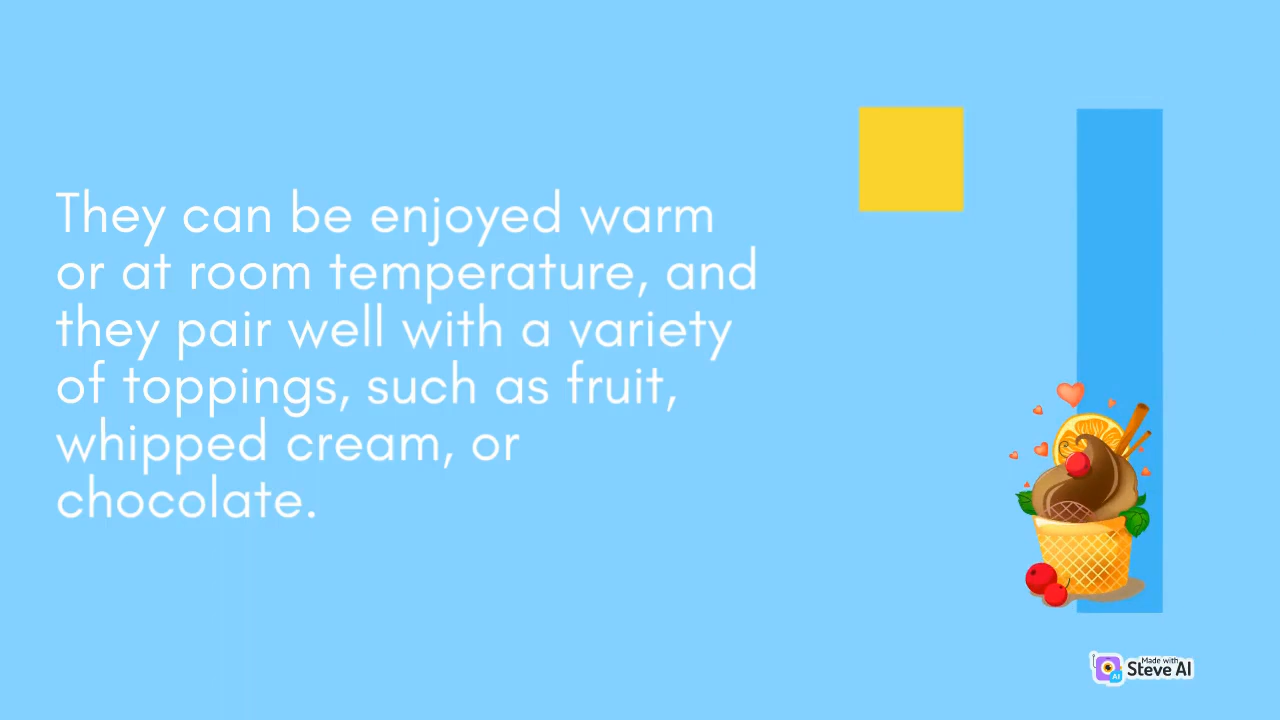 They can be enjoyed warm
or at room temperature, and
they pair well with a variety
of toppings, such as fruit,
whipped cream, or
chocolate.
Made with
Steve AI
AI